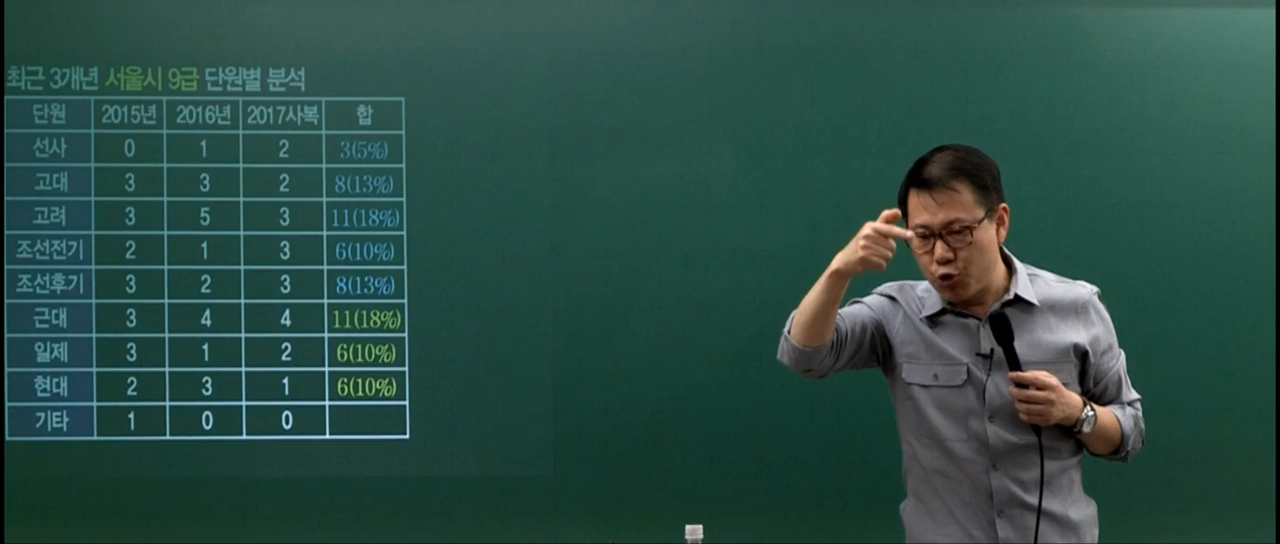 최근 3개년 서울시 9급 단원별 분석
단원 2015년 2016년 2017사복 합
선사 0 1 2 3(5%)
고대 3 3 2 8(13%)
고려 3 5 3 11(18%)
조선전기 2 1 3 6(10%)
조선후기 3 2 3 8(13%)
근대 3 4 4 11(18%)
일제 3 1 2 6(10%)
현대 2 3 1 6(10%)
기타 1 0 0